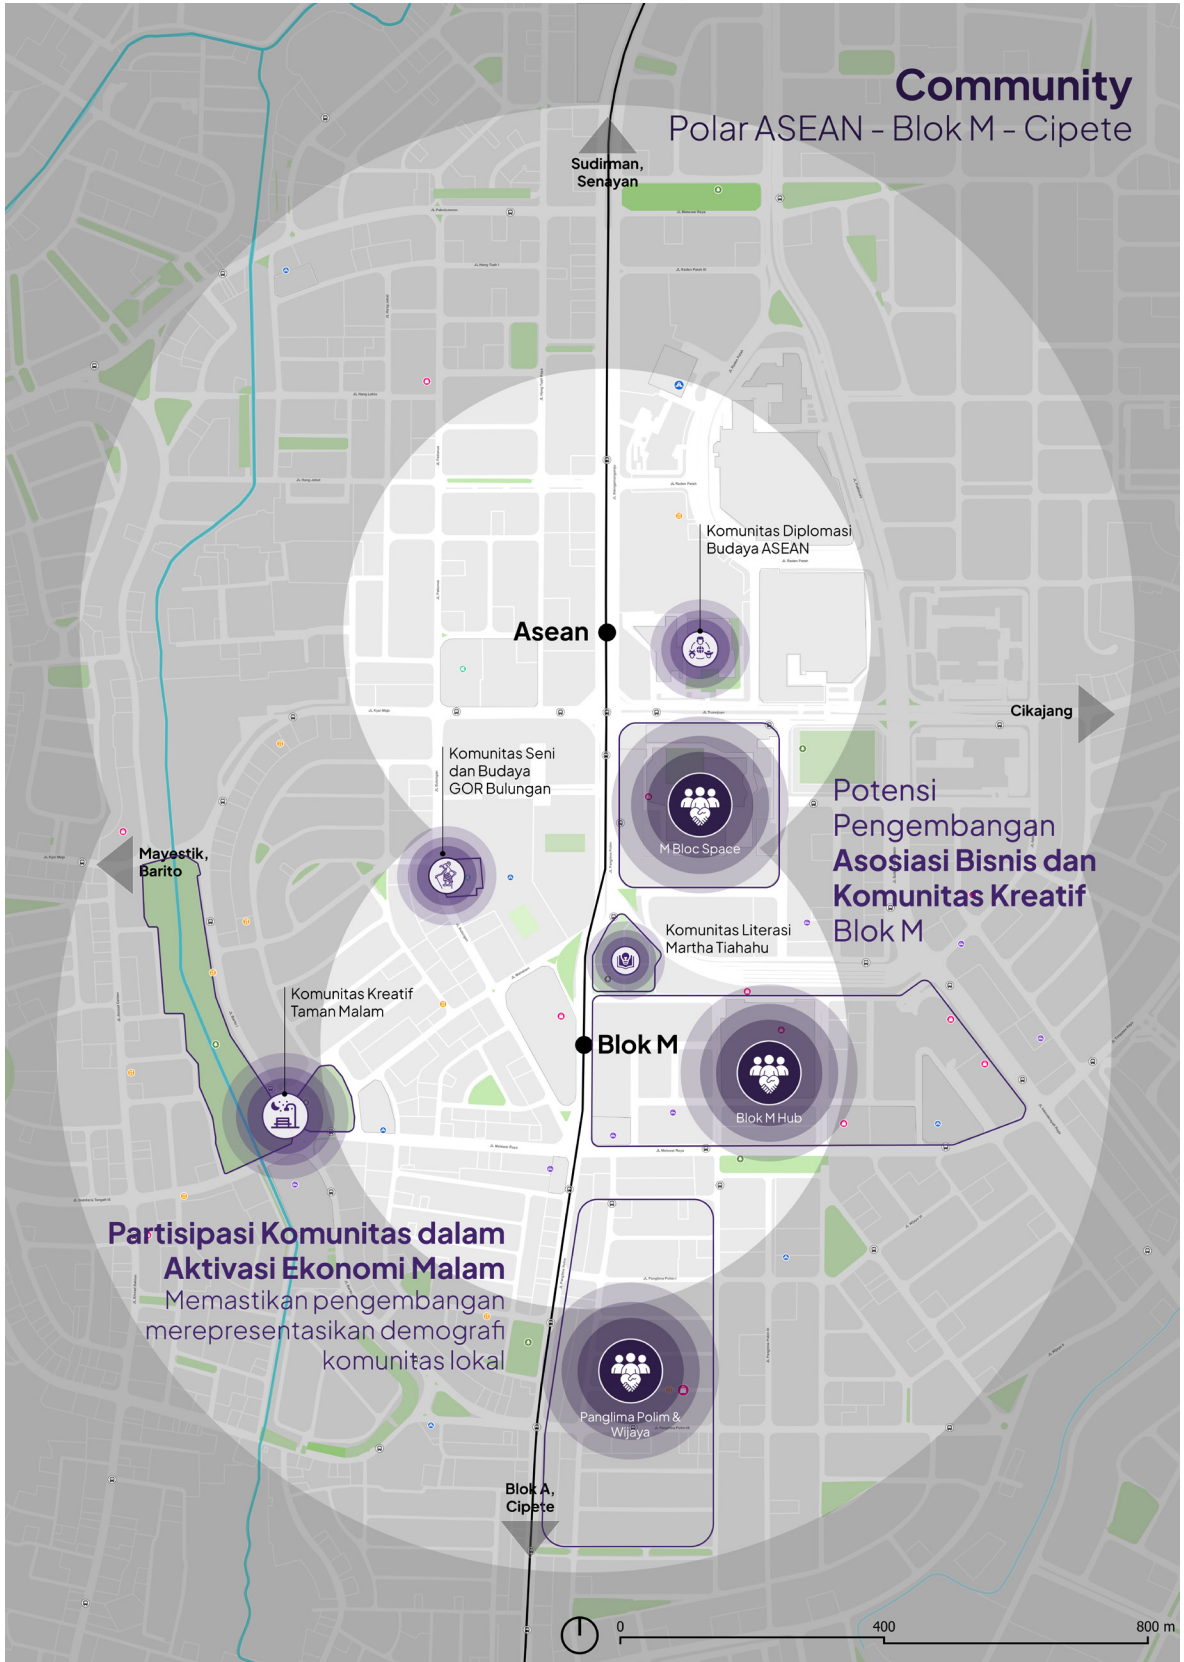 Community
Polar ASEAN - Blok M - Cipete
Sudirman,
Senayan
Komunitas Diplomasi
Budaya ASEAN
Asean
Cikajang
Komunitas Seni
dan Budaya
GOR Bulungan
M Bloc Space
Potensi
Pengembangan
Asosiasi Bisnis dan
Komunitas Kreatif
Blok M
Mayestik,
Barito
Komunitas Literasi
Martha Tiahahu
Komunitas Kreatif
Taman Malam
Blok M
Blok M Hub
Partisipasi Komunitas dalam
Aktivasi Ekonomi Malam
Memastikan pengembangan
merepresentasikan demografi
komunitas lokal
Panglima Polim &
Wijaya
Blok A,
Cipete
0 400 800 m